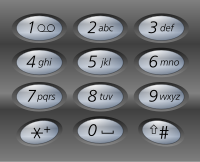 1 2 abc 3 def
4 ghi 5 jkl 6 mno
7 pqrs 8 tuv 9 wxyz
*+ 0 ⇧#